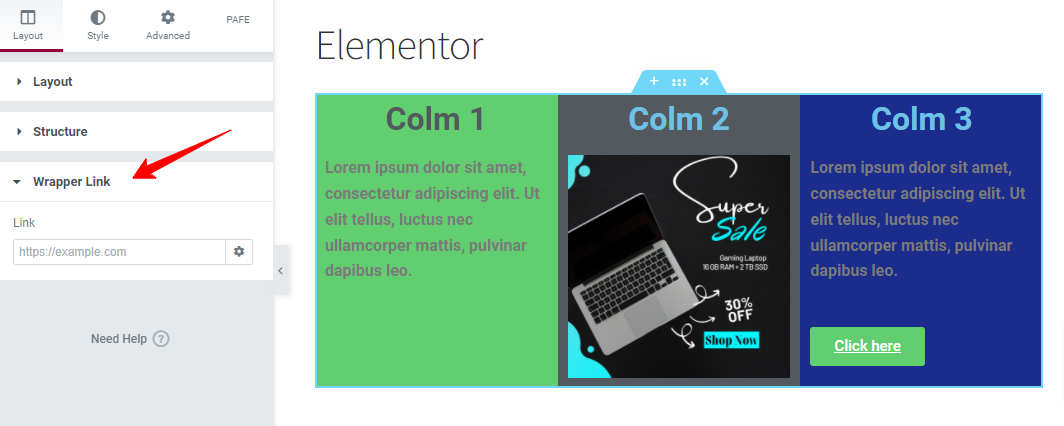 Layout
Style
Advanced
PAFE
Layout
Structure
Wrapper Link
Link
https://example.com
Need Help ?
Elementor
Colm 1
Lorem ipsum dolor sit amet,
consectetur adipiscing elit. Ut
elit tellus, luctus nec
ullamcorper mattis, pulvinar
dapibus leo.
Colm 2
Super
Sale
Gaming Laptop
16 GB RAM + 2 TB SSD
30%
OFF
Shop Now
Colm 3
Lorem ipsum dolor sit amet,
consectetur adipiscing elit. Ut
elit tellus, luctus nec
ullamcorper mattis, pulvinar
dapibus leo.
Click here